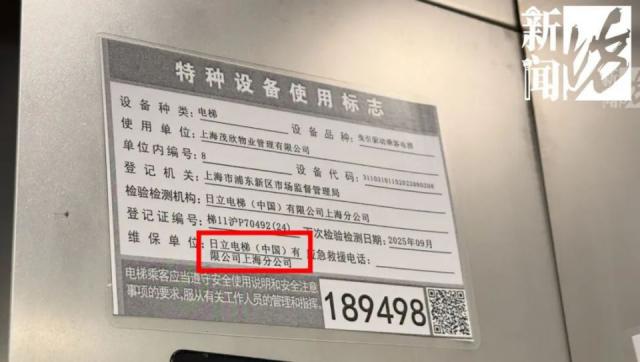 新闻坊
特种设备使用标志
设备种类：电梯 设备品种：曳引驱动乘客电梯
使用单位：上海茂欣物业管理有限公司
单位内编号：8 设备代码：
登记机关：上海市浦东新区市场监督管理局
检验检测机构：日立电梯（中国）有限公司上海分公司
登记证编号：梯11沪P70492(24) 下次检验检测日期：2025年09月
维保单位：日立电梯（中国）有限公司上海分公司 应急救援电话：
电梯乘客应当遵守安全使用说明和安全注意
事项的要求，服从有关工作人员的管理和指挥。
189498